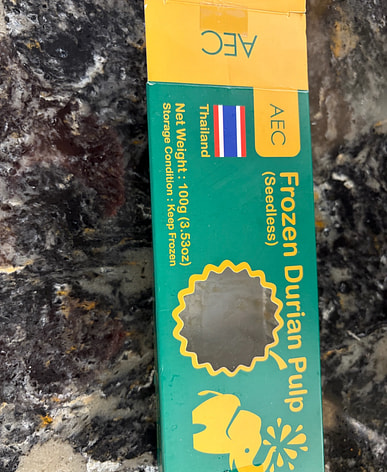 AEC
AEC
Frozen Durian Pulp
(Seedless)
Thailand
Net Weight : 100g (3.53oz)
Storage Condition : Keep Frozen